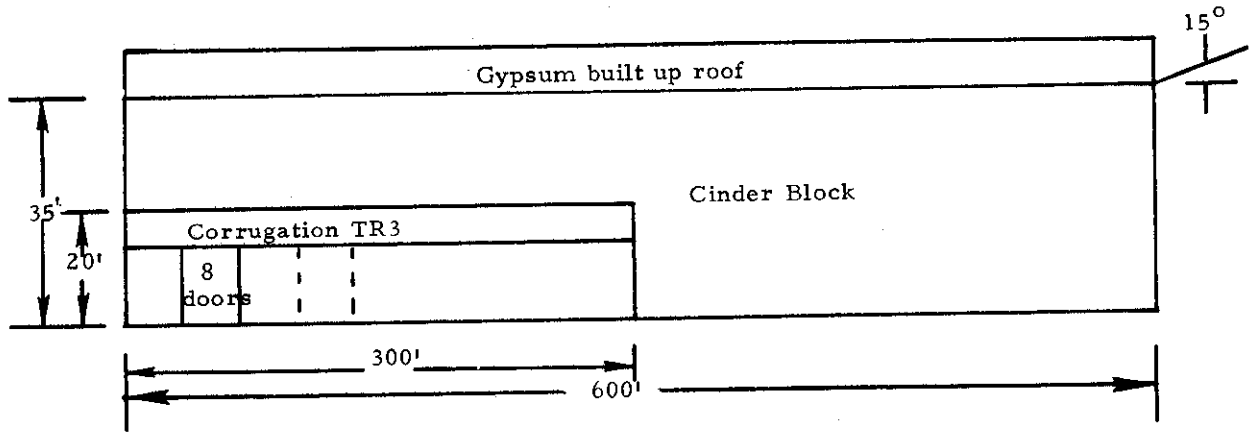 15°
Gypsum built up roof
35'
Cinder Block
20'
Corrugation TR3
8
doors
300'
600'